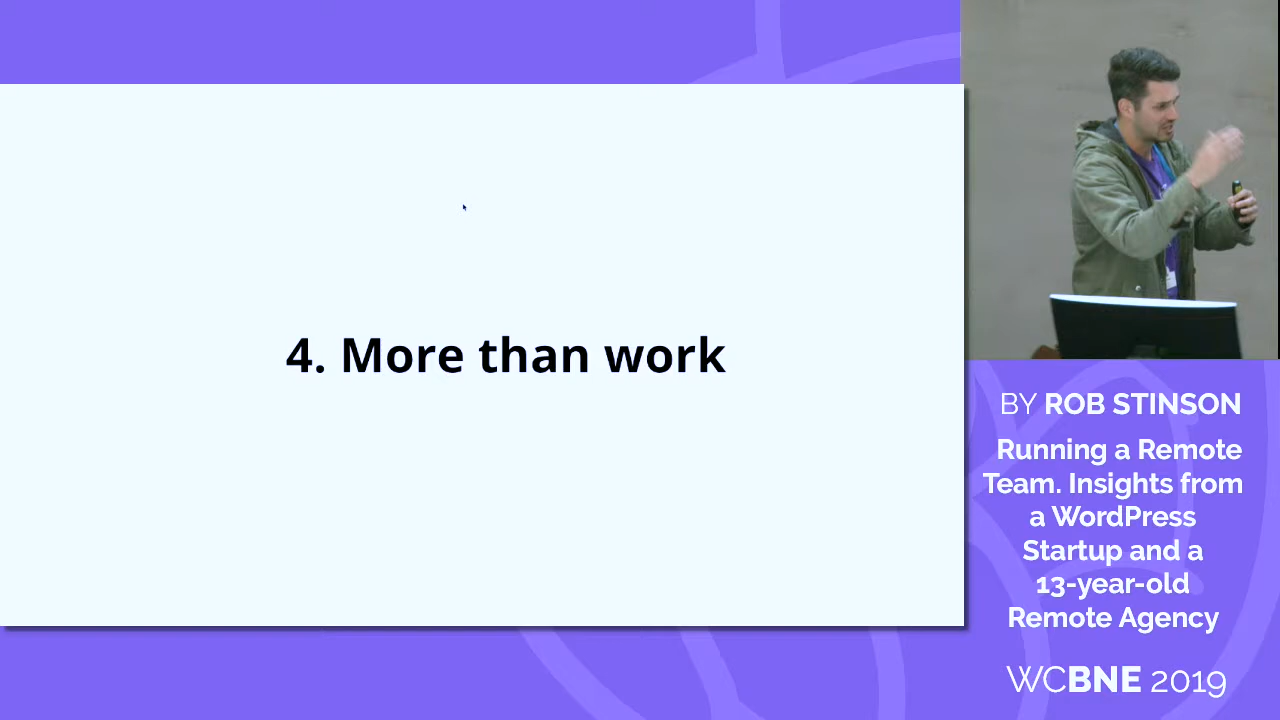 4. More than work
BY ROB STINSON
Running a Remote
Team. Insights from
a WordPress
Startup and a
13-year-old
Remote Agency
WCBNE 2019